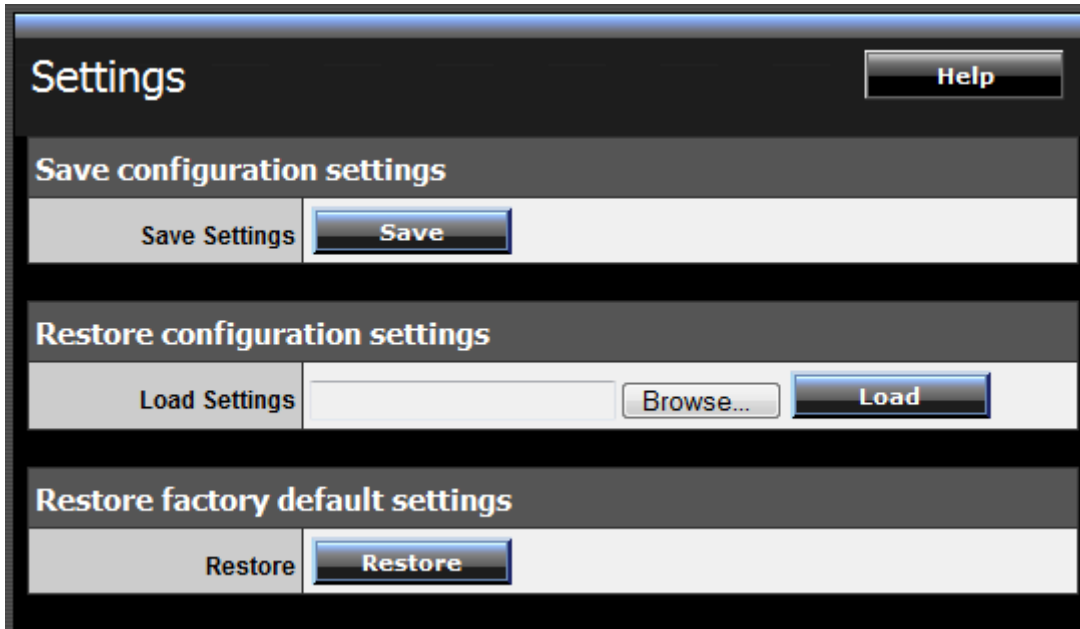 Settings
Help
Save configuration settings
Save Settings
Save
Restore configuration settings
Load Settings
Browse...
Load
Restore factory default settings
Restore
Restore